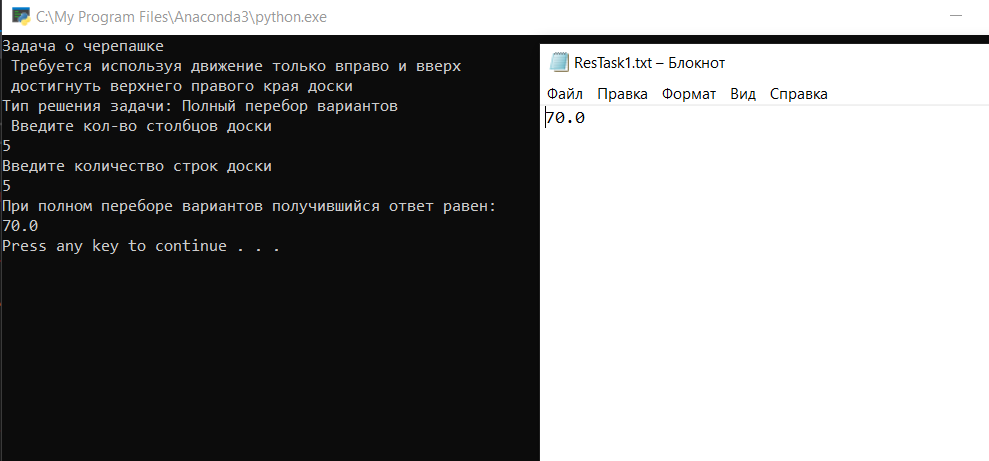 C:\My Program Files\Anaconda3\python.exe
Задача о черепашке
Требуется используя движение только вправо и вверх
достигнуть верхнего правого края доски
Тип решения задачи: Полный перебор вариантов
Введите кол-во столбцов доски
5
Введите количество строк доски
5
При полном переборе вариантов получившийся ответ равен:
70.0
Press any key to continue . . .
ResTask1.txt – Блокнот
Файл Правка Формат Вид Справка
70.0